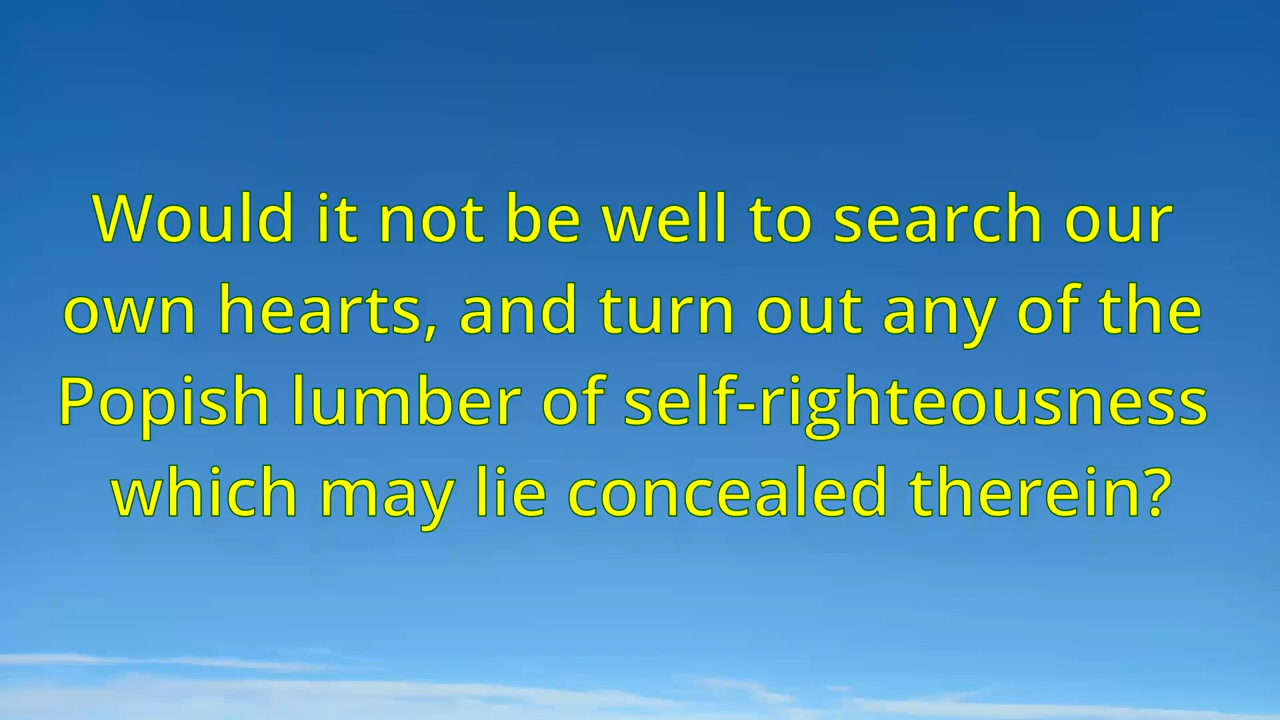 Would it not be well to search our
own hearts, and turn out any of the
Popish lumber of self-righteousness
which may lie concealed therein?